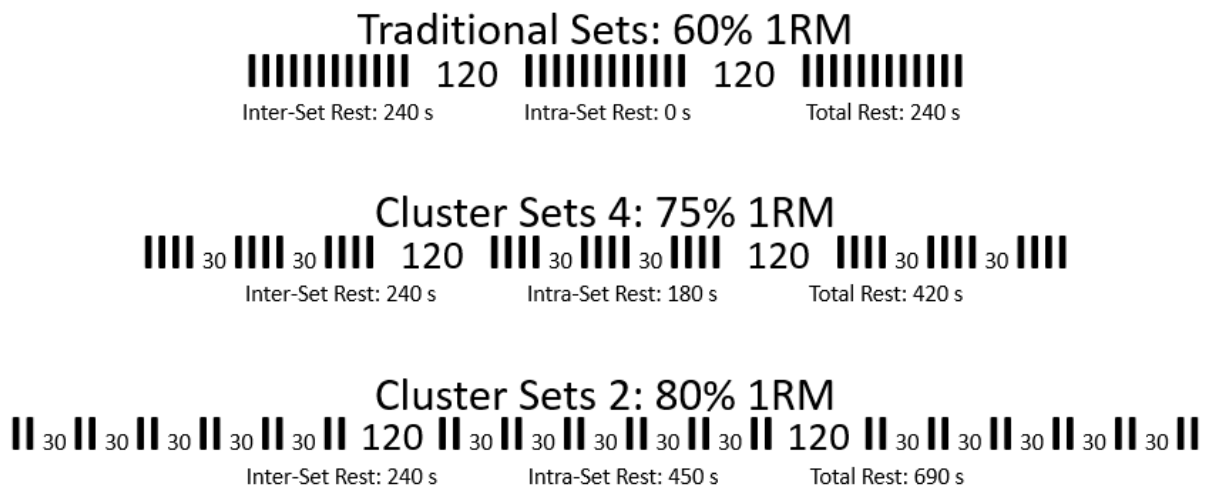 Traditional Sets: 60% 1RM
120 120
Inter-Set Rest: 240 s Intra-Set Rest: 0 s Total Rest: 240 s
Cluster Sets 4: 75% 1RM
30 30 120 30 30 120 30 30
Inter-Set Rest: 240 s Intra-Set Rest: 180 s Total Rest: 420 s
Cluster Sets 2: 80% 1RM
30 30 30 30 30 120 30 30 30 30 30 120 30 30 30 30 30
Inter-Set Rest: 240 s Intra-Set Rest: 450 s Total Rest: 690 s